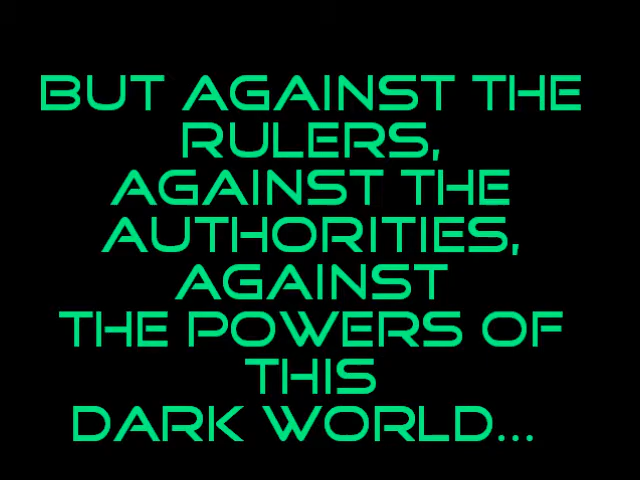 BUT AGAINST THE
RULERS,
AGAINST THE
AUTHORITIES,
AGAINST
THE POWERS OF
THIS
DARK WORLD...